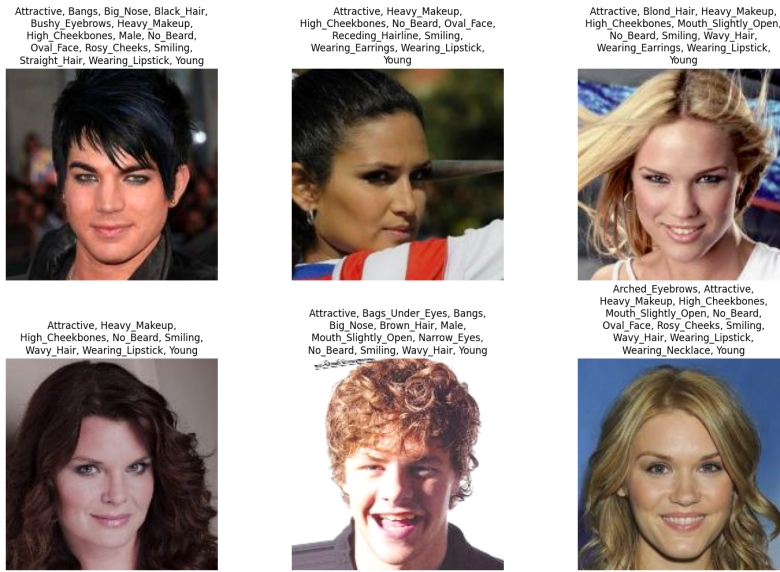 Attractive, Bangs, Big_Nose, Black_Hair,
Bushy_Eyebrows, Heavy_Makeup,
High_Cheekbones, Male, No_Beard,
Oval_Face, Rosy_Cheeks, Smiling,
Straight_Hair, Wearing_Lipstick, Young
Attractive, Heavy_Makeup,
High_Cheekbones, No_Beard, Oval_Face,
Receding_Hairline, Smiling,
Wearing_Earrings, Wearing_Lipstick,
Young
Attractive, Blond_Hair, Heavy_Makeup,
High_Cheekbones, Mouth_Slightly_Open,
No_Beard, Smiling, Wavy_Hair,
Wearing_Earrings, Wearing_Lipstick,
Young
Attractive, Heavy_Makeup,
High_Cheekbones, No_Beard, Smiling,
Wavy_Hair, Wearing_Lipstick, Young
Attractive, Bags_Under_Eyes, Bangs,
Big_Nose, Brown_Hair, Male,
Mouth_Slightly_Open, Narrow_Eyes,
No_Beard, Smiling, Wavy_Hair, Young
Arched_Eyebrows, Attractive,
Heavy_Makeup, High_Cheekbones,
Mouth_Slightly_Open, No_Beard,
Oval_Face, Rosy_Cheeks, Smiling,
Wavy_Hair, Wearing_Lipstick,
Wearing_Necklace, Young